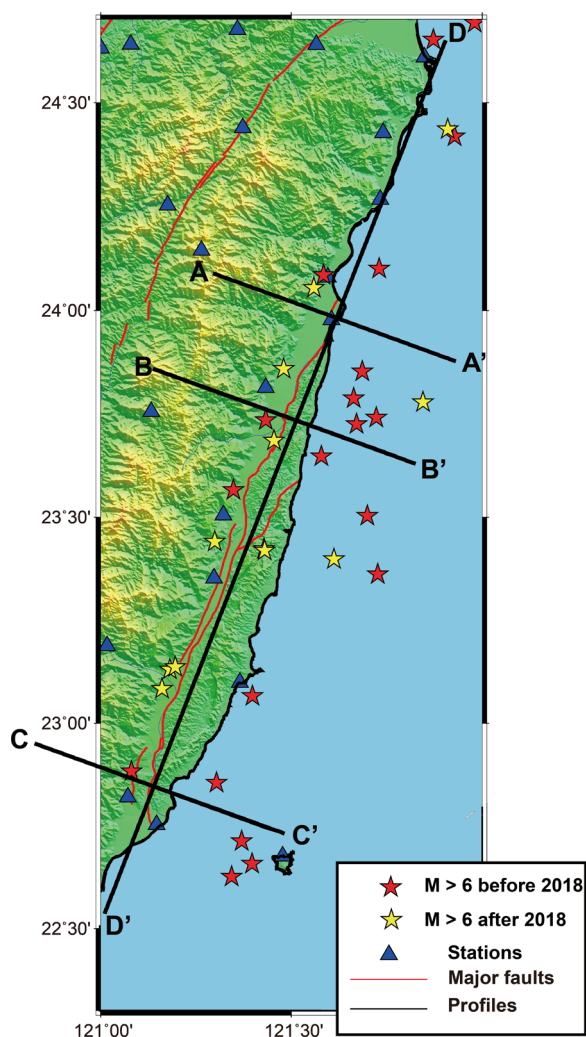 D
24°30'
A
24°00'
A'
B
B'
23°30'
23°00'
C
C'
M > 6 before 2018
M > 6 after 2018
D'
22°30'
Stations
Major faults
Profiles
121°00'
121°30'